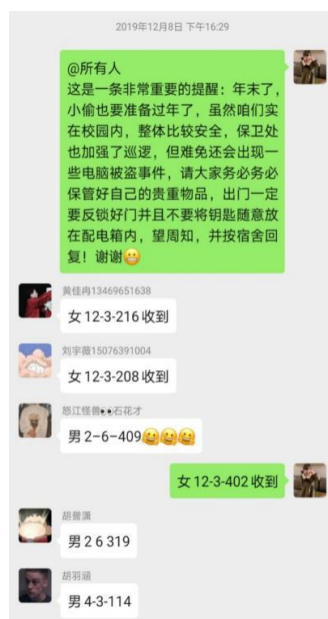 2019年12月8日 下午16:29
@所有人
这是一条非常重要的提醒：年末了，
小偷也要准备过年了，虽然咱们实
在校园内，整体比较安全，保卫处
也加强了巡逻，但难免还会出现一
些电脑被盗事件，请大家务必务必
保管好自己的贵重物品，出门一定
要反锁好门并且不要将钥匙随意放
在配电箱内，望周知，并按宿舍回
复！谢谢😬
黄佳冉13469651638
女 12-3-216 收到
刘宇薇15076391004
女 12-3-208 收到
怒江怪兽👀石花才
男 2-6-409🥰🥰🥰
女 12-3-402 收到
胡誉潇
男 2 6 319
胡羽涵
男 4-3-114